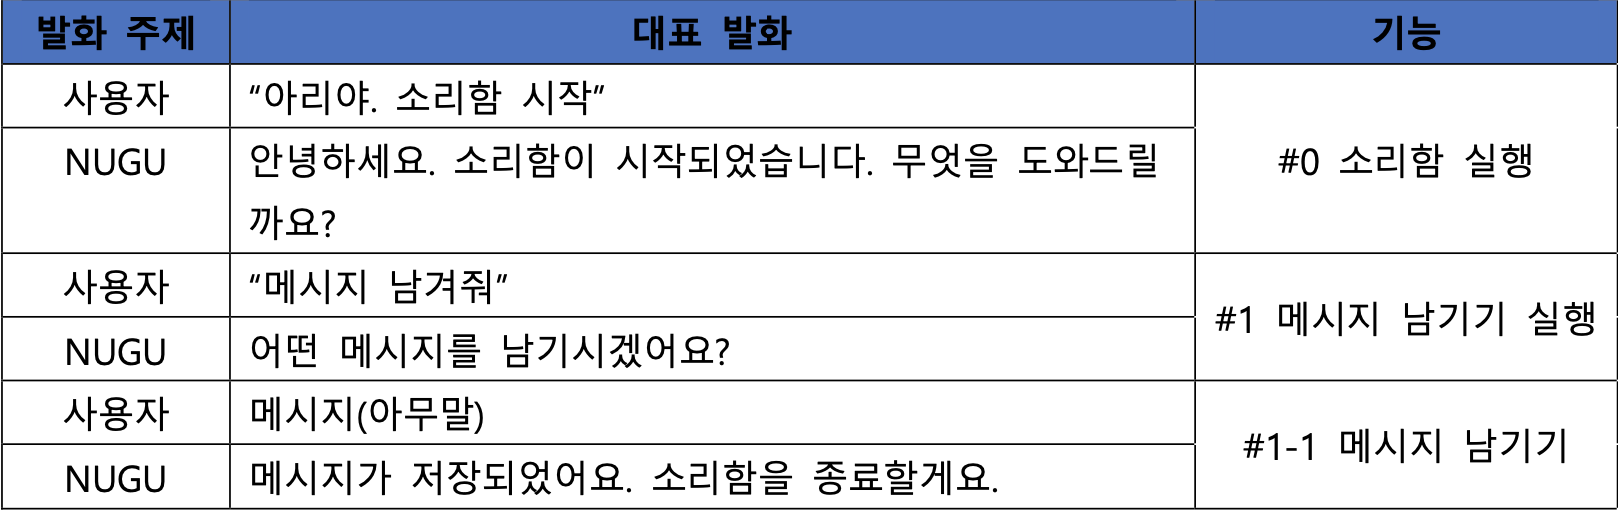 발화 주제 대표 발화 기능
사용자 “아리야. 소리함 시작”
NUGU 안녕하세요. 소리함이 시작되었습니다. 무엇을 도와드릴 #0 소리함 실행
까요?
사용자 “메시지 남겨줘”
#1 메시지 남기기 실행
NUGU 어떤 메시지를 남기시겠어요?
사용자 메시지(아무말)
#1-1 메시지 남기기
NUGU 메시지가 저장되었어요. 소리함을 종료할게요.